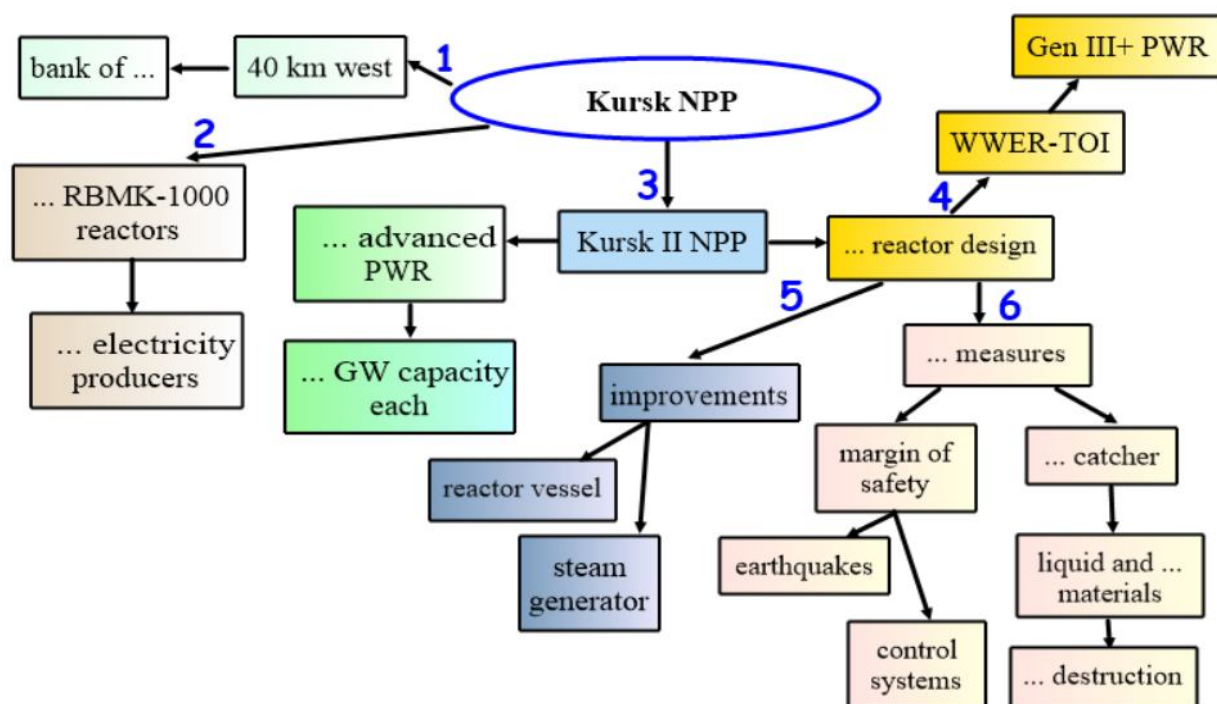 Kursk NPP
1
40 km west
bank of ...
2
... RBMK-1000
reactors
... electricity
producers
3
Kursk II NPP
... advanced
PWR
... GW capacity
each
... reactor design
4
WWER-TOI
Gen III+ PWR
5
improvements
reactor vessel
steam
generator
6
... measures
margin of
safety
earthquakes
control
systems
... catcher
liquid and ...
materials
... destruction